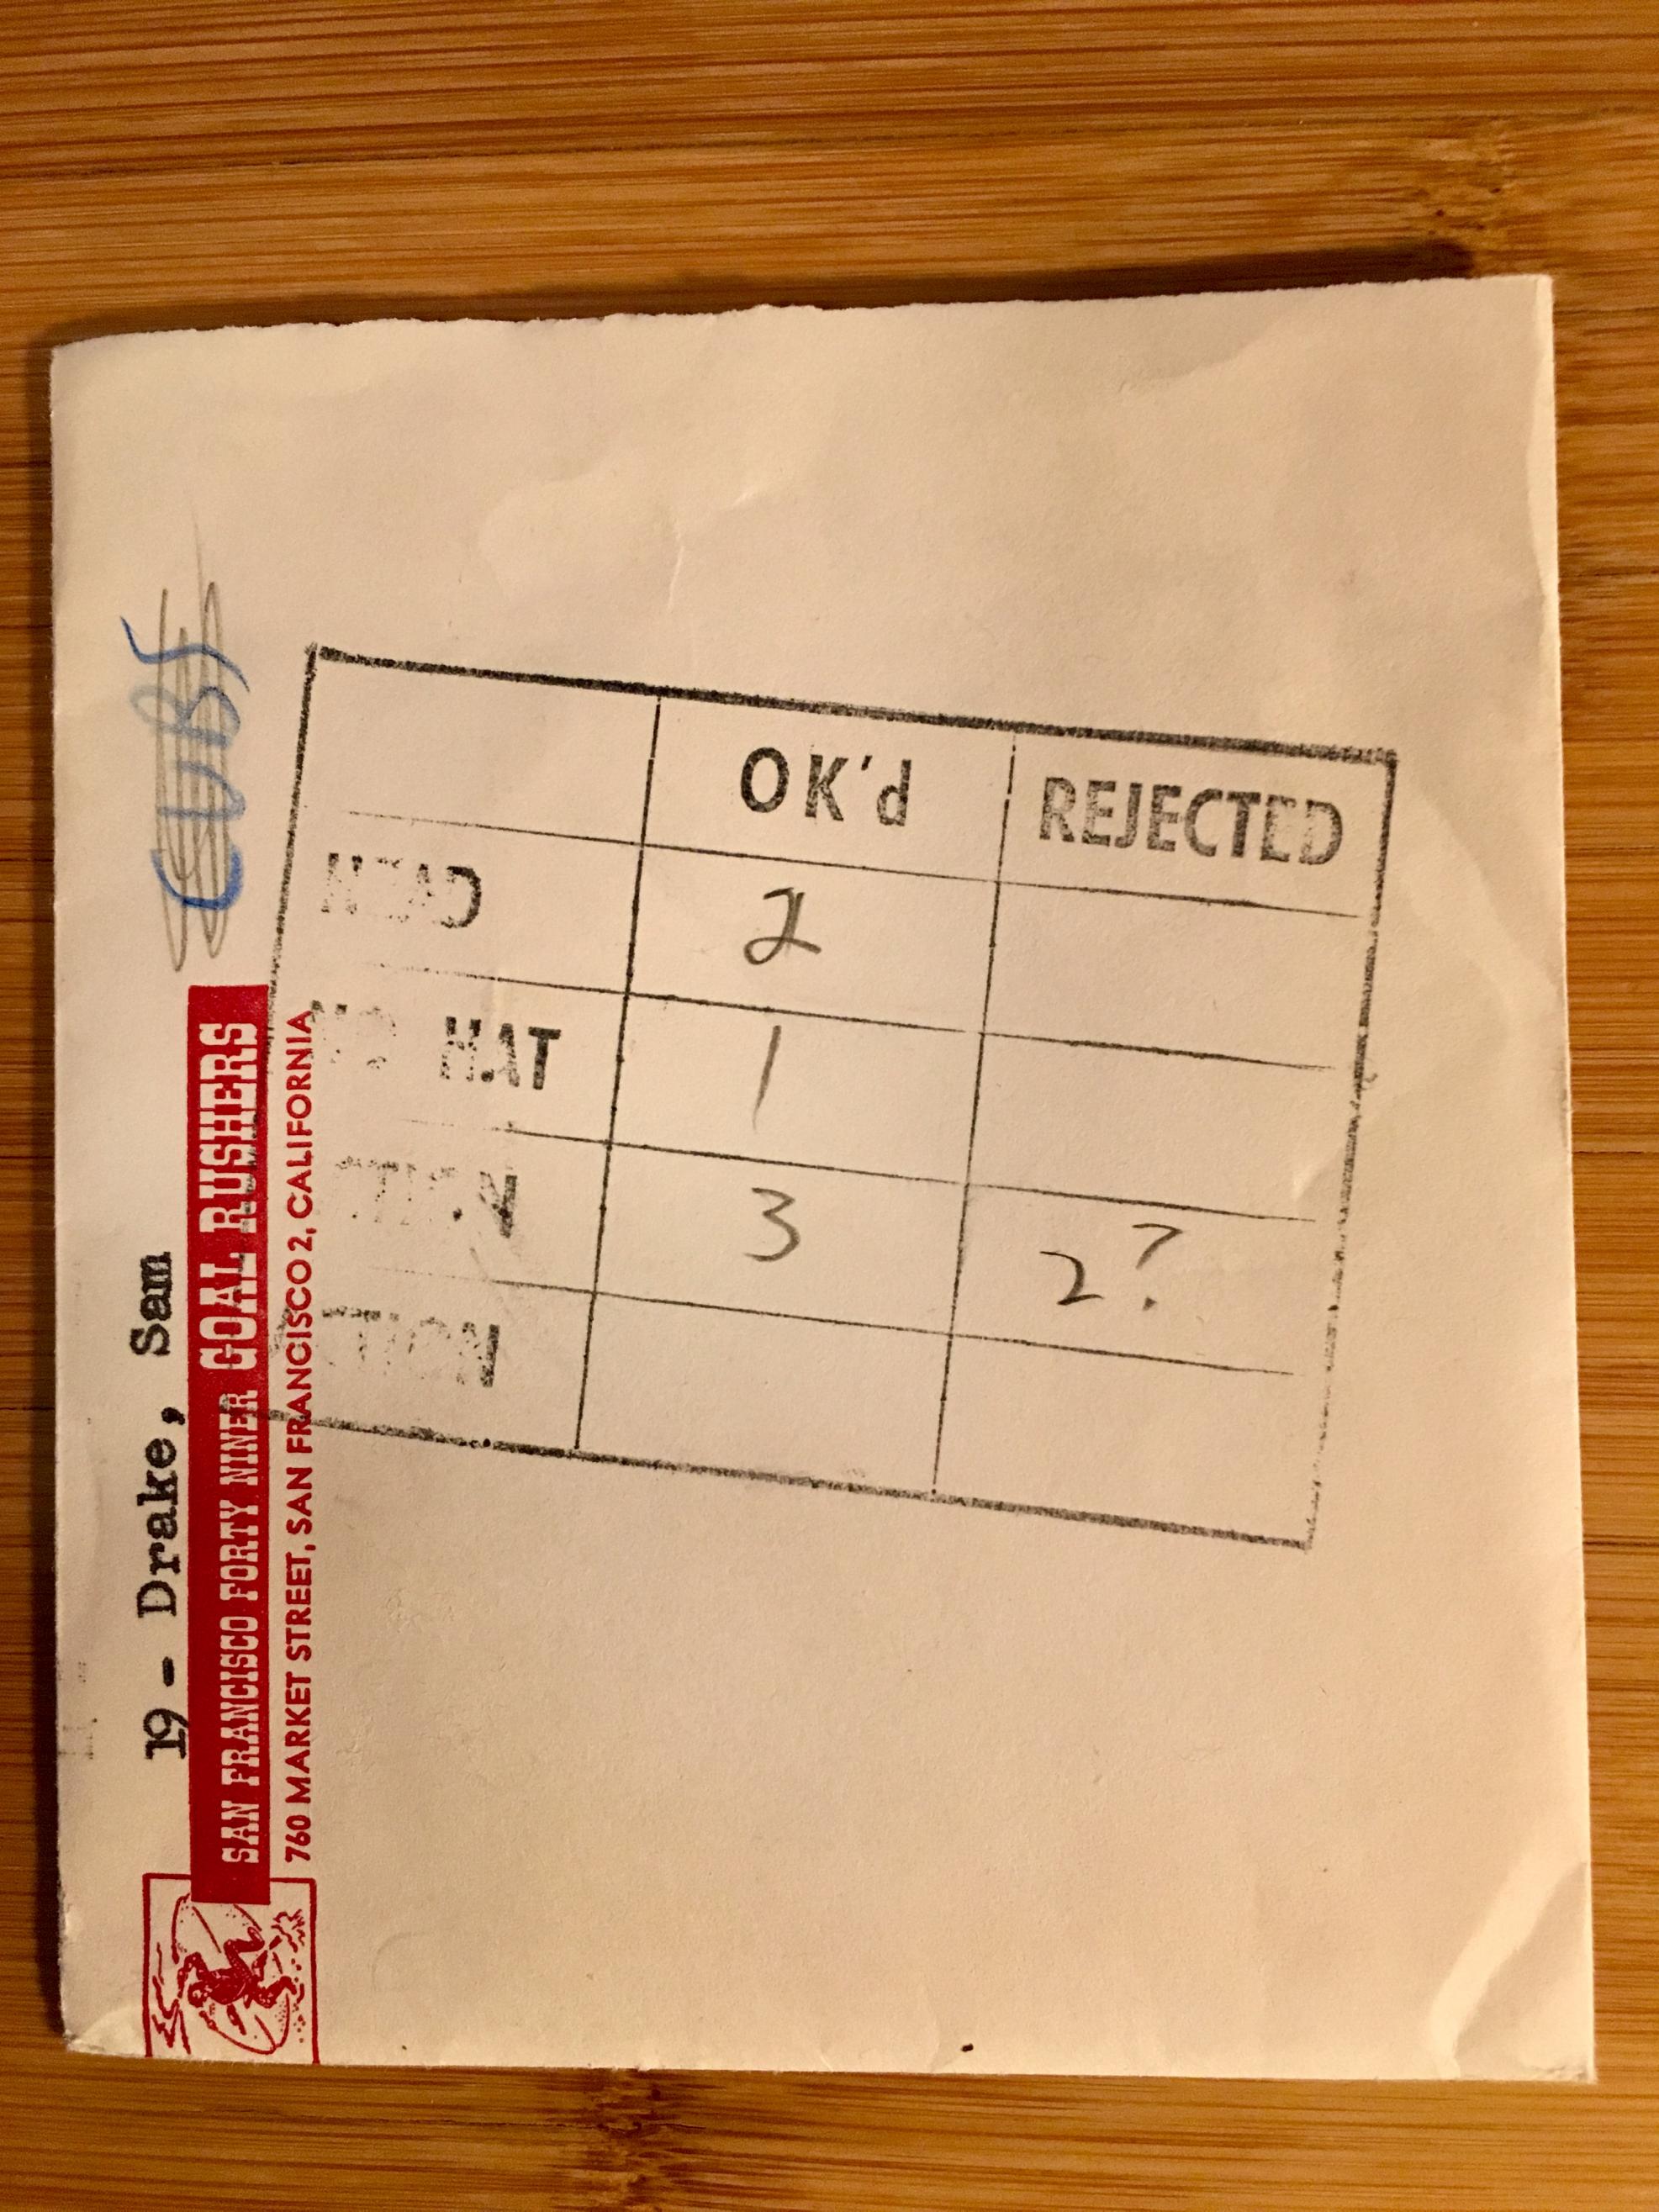 CUBS
19 - Drake, Sam
SAN FRANCISCO FORTY NINER GOAL RUSHERS
760 MARKET STREET, SAN FRANCISCO 2, CALIFORNIA
OK'd REJECTED
2
HAT 1
3 2?